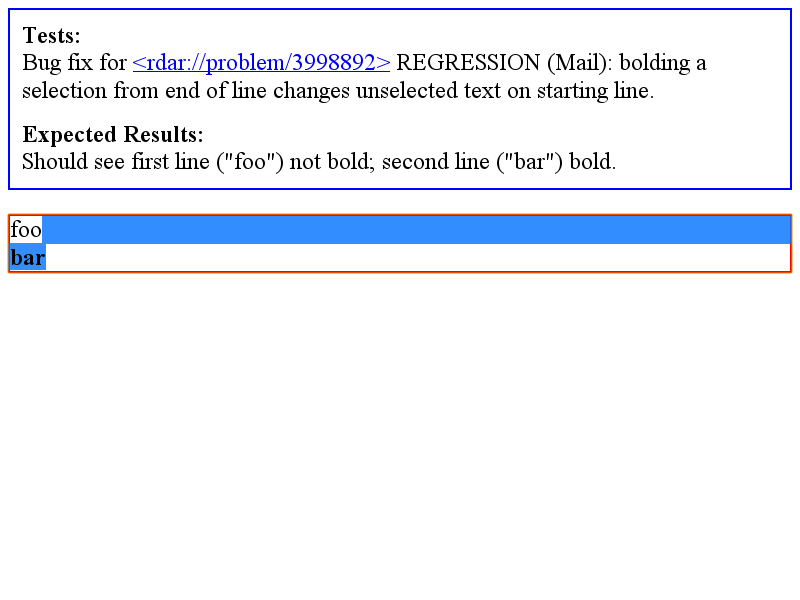 Tests:
Bug fix for <rdar://problem/3998892> REGRESSION (Mail): bolding a
selection from end of line changes unselected text on starting line.
Expected Results:
Should see first line ("foo") not bold; second line ("bar") bold.
foo
bar